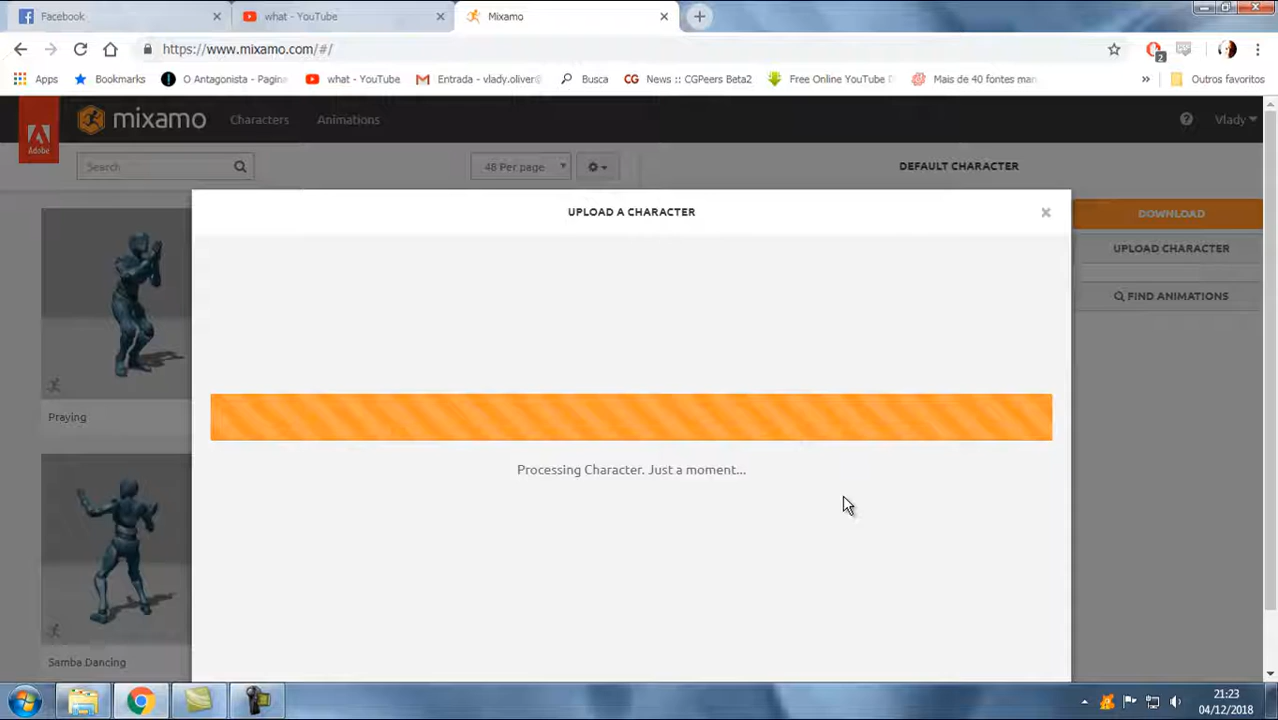 Facebook
what - YouTube
Mixamo
https://www.mixamo.com/#/
2
Apps
Bookmarks
O Antagonista - Pagin
what - YouTube
Entrada - vlady.oliver@
Busca
News :: CGPeers Beta2
Free Online YouTube D
Mais de 40 fontes man
»
Outros favoritos
Adobe
mixamo
Characters
Animations
Vlady
Search
48 Per page
DEFAULT CHARACTER
UPLOAD A CHARACTER
×
DOWNLOAD
UPLOAD CHARACTER
FIND ANIMATIONS
Praying
Processing Character. Just a moment...
Samba Dancing
21:23
04/12/2018